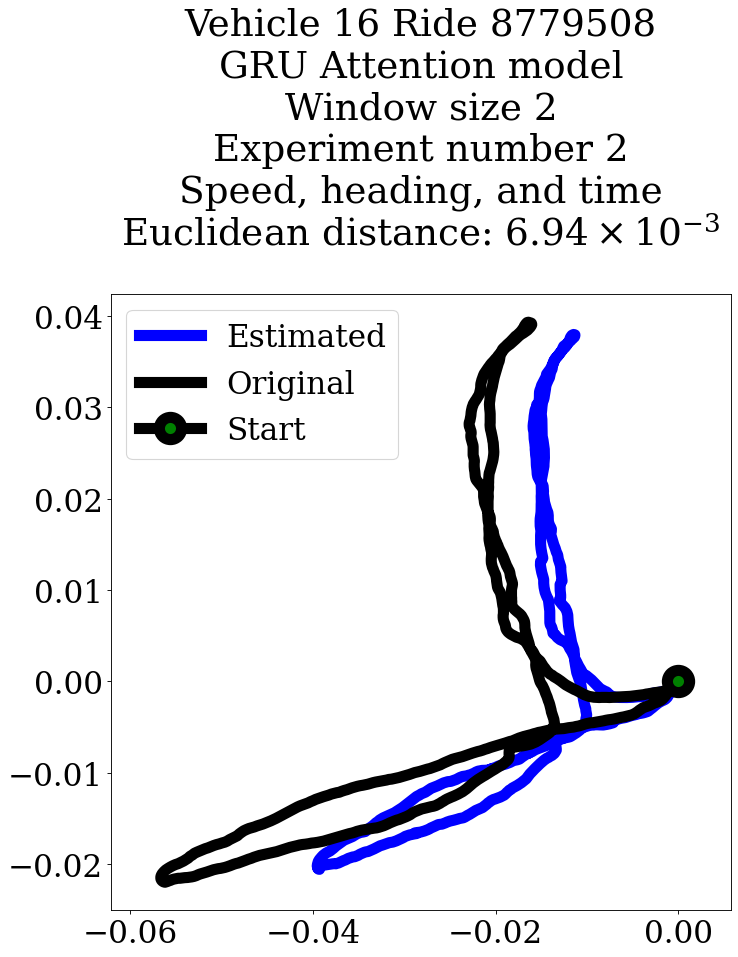 Vehicle 16 Ride 8779508
GRU Attention model
Window size 2
Experiment number 2
Speed, heading, and time
Euclidean distance: 6.94 × 10⁻³
Estimated
Original
Start
0.04
0.03
0.02
0.01
0.00
−0.01
−0.02
−0.06 −0.04 −0.02 0.00